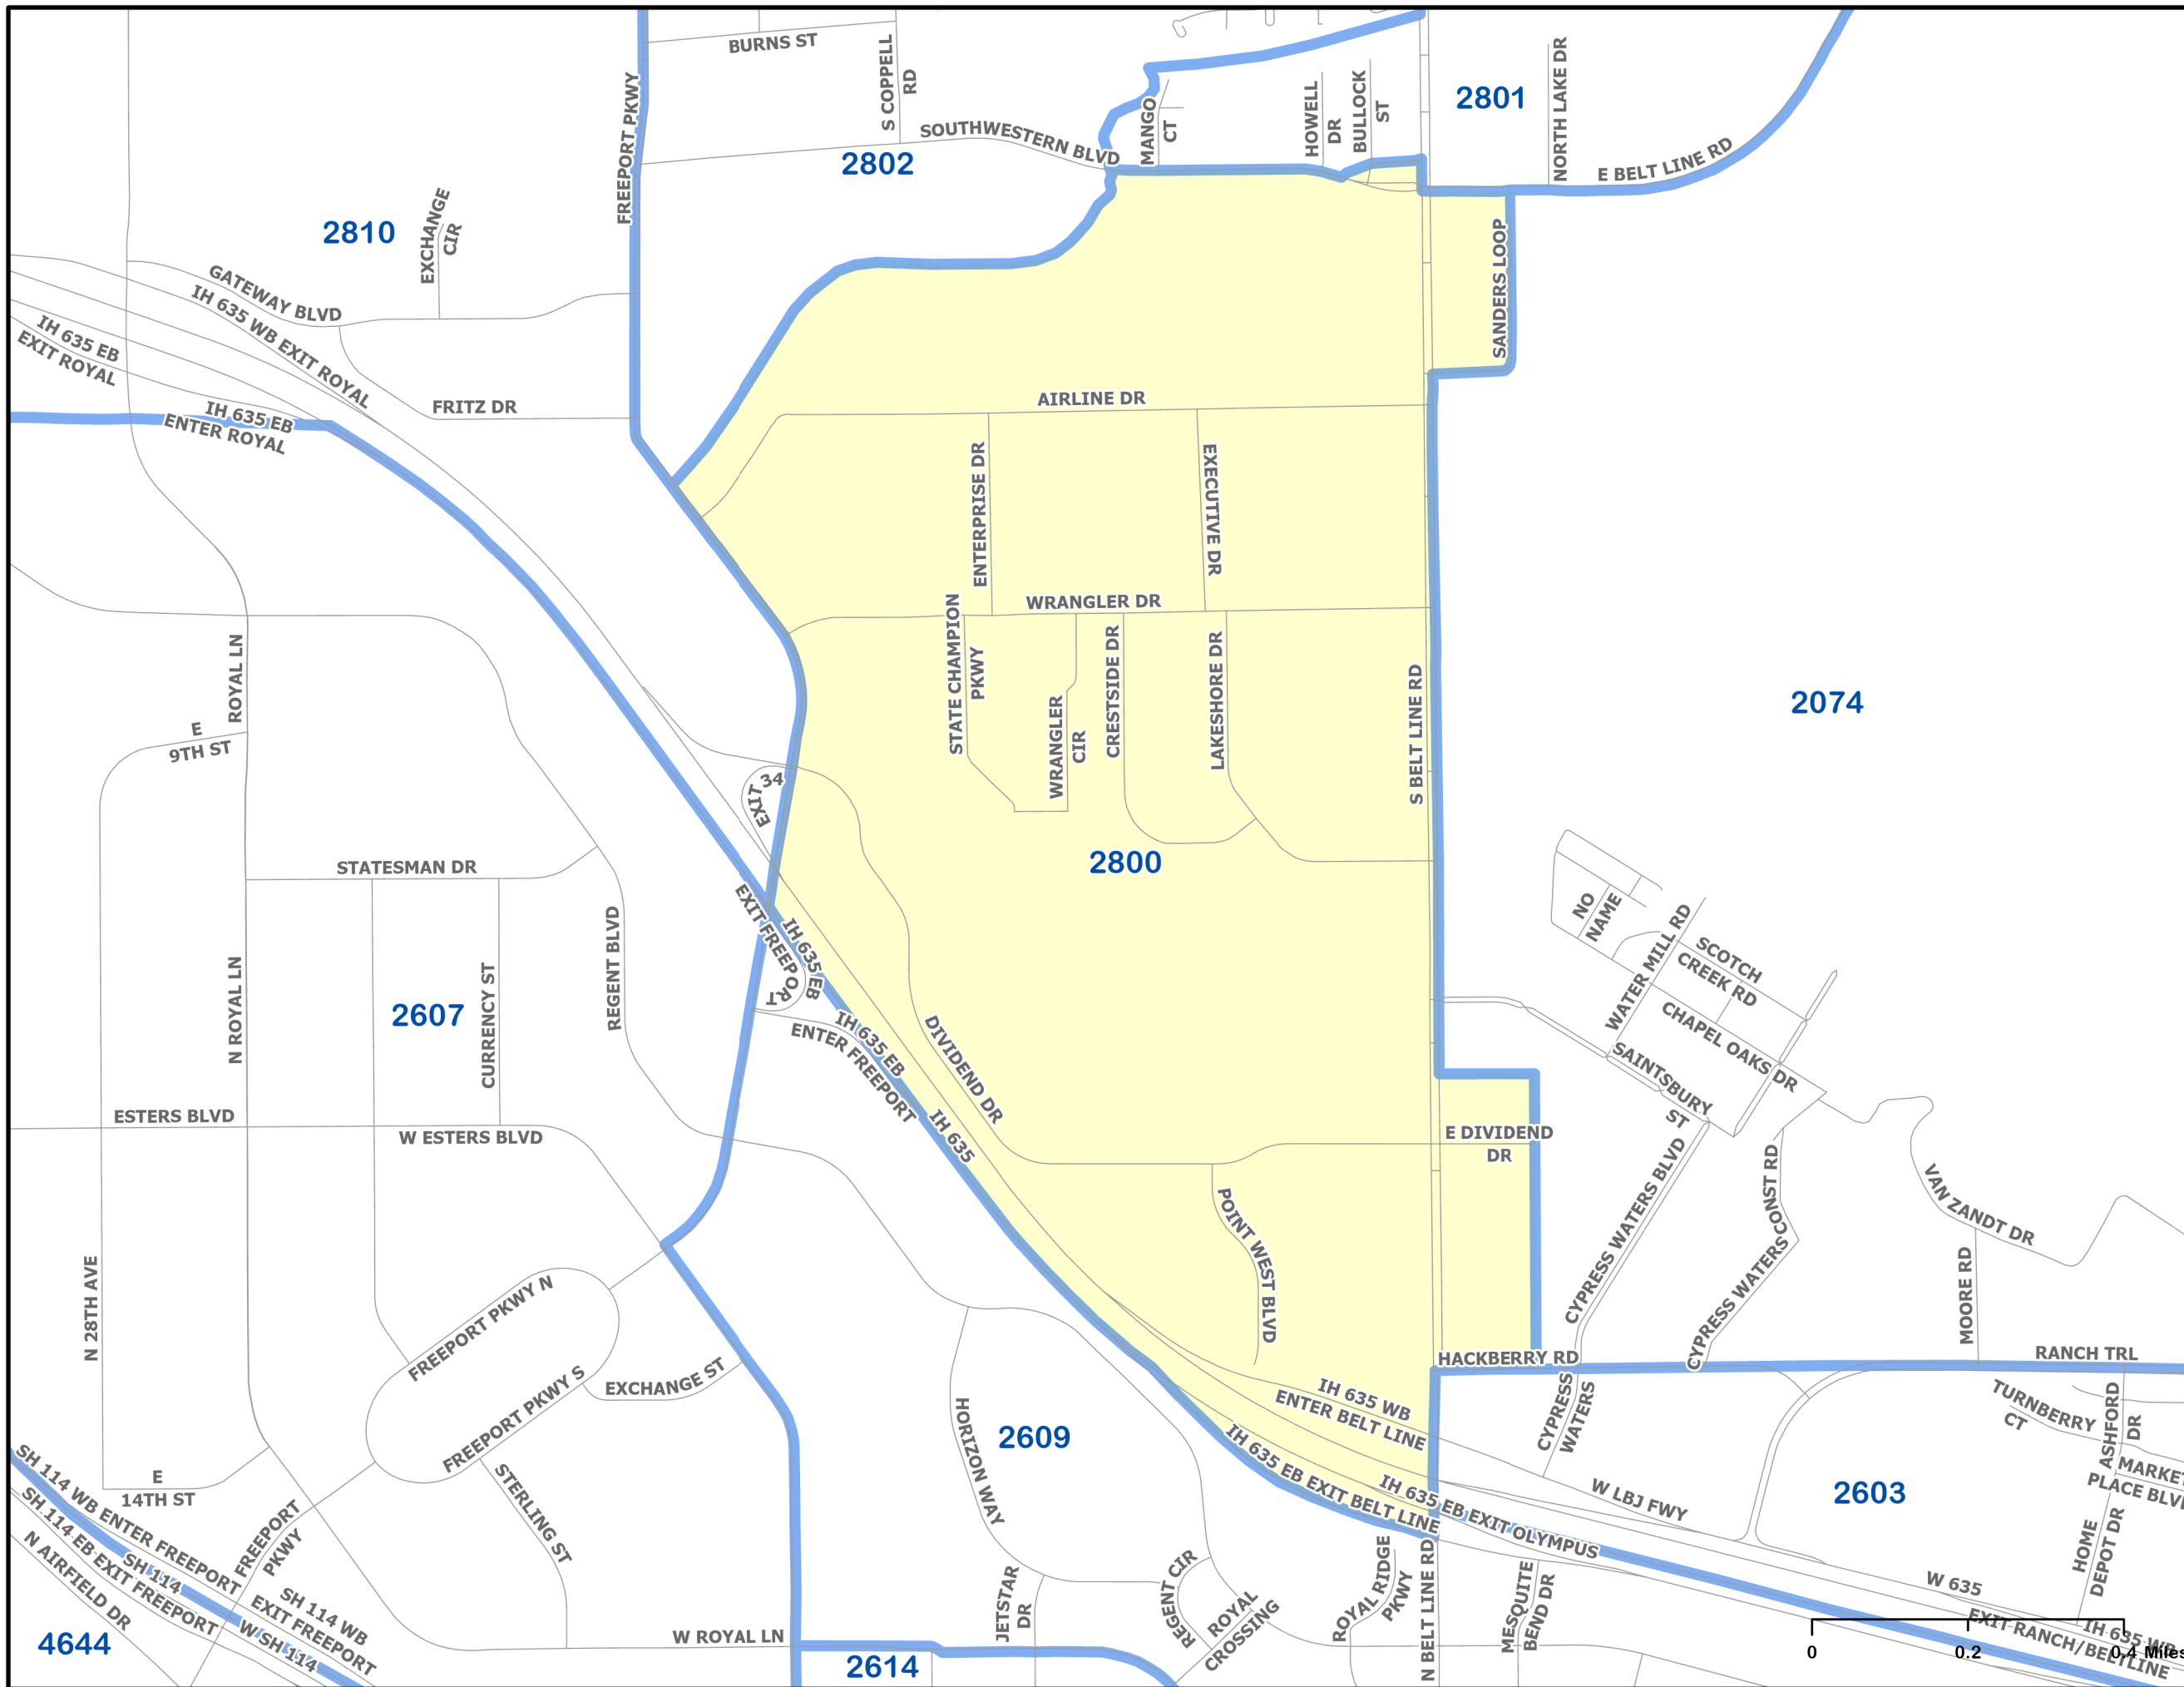 BURNS ST
S COPPELL
RD
FREEPORT PKWY
SOUTHWESTERN BLVD
MANGO
CT
HOWELL
DR
BULLOCK
ST
2801
NORTH LAKE DR
E BELT LINE RD
2802
2810
EXCHANGE
CIR
GATEWAY BLVD
IH 635 WB EXIT ROYAL
IH 635 EB
EXIT ROYAL
IH 635 EB
ENTER ROYAL
FRITZ DR
SANDERS LOOP
AIRLINE DR
ENTERPRISE DR
EXECUTIVE DR
WRANGLER DR
STATE CHAMPION
PKWY
WRANGLER
CIR
CRESTSIDE DR
LAKESHORE DR
S BELT LINE RD
2074
ROYAL LN
E
9TH ST
EXIT 34
2800
STATESMAN DR
REGENT BLVD
EXIT FREEPORT
IH 635 EB
NO
NAME
WATER MILL RD
SCOTCH
CREEK RD
CHAPEL OAKS DR
SAINTSBURY
ST
N ROYAL LN
2607
CURRENCY ST
IH 635 EB
ENTER FREEPORT
IH 635
DIVIDEND DR
ESTERS BLVD
W ESTERS BLVD
E DIVIDEND
DR
POINT WEST BLVD
CYPRESS WATERS BLVD
CYPRESS WATERS CONST RD
VAN ZANDT DR
MOORE RD
N 28TH AVE
FREEPORT PKWY N
FREEPORT PKWY S
EXCHANGE ST
HACKBERRY RD
RANCH TRL
IH 635 WB
ENTER BELT LINE
CYPRESS
WATERS
TURNBERRY
CT
ASHFORD
DR
MARKET
PLACE BLV
HORIZON WAY
2609
IH 635 EB EXIT BELT LINE
IH 635 EB EXIT OLYMPUS
W LBJ FWY
2603
HOME
DEPOT DR
E
14TH ST
STERLING ST
FREEPORT
PKWY
SH 114 WB ENTER FREEPORT
SH 114 EB EXIT FREEPORT
SH 114
N AIRFIELD DR
SH 114 WB
EXIT FREEPORT
W SH 114
4644
W ROYAL LN
2614
JETSTAR
DR
REGENT CIR
ROYAL
CROSSING
ROYAL RIDGE
PKWY
N BELT LINE RD
MESQUITE
BEND DR
W 635
IH 635 WB
EXIT RANCH/BELTLINE
0 0.2 0.4 Miles